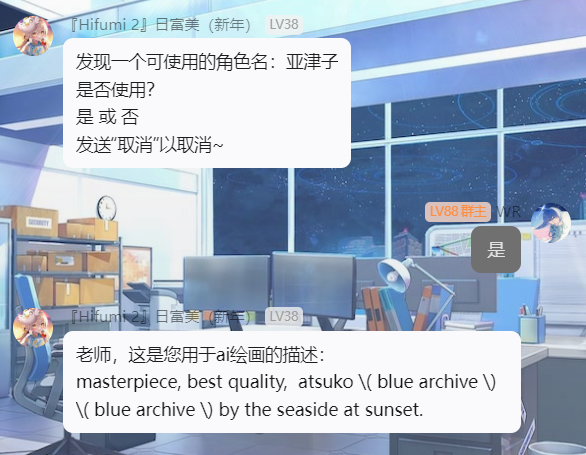 『Hifumi 2』日富美（新年） LV38
发现一个可使用的角色名：亚津子
是否使用？
是 或 否
发送“取消”以取消~
LV88 群主 WR
是
『Hifumi 2』日富美（新年） LV38
老师，这是您用于ai绘画的描述：
masterpiece, best quality,  atsuko \( blue archive \)
\( blue archive \) by the seaside at sunset.